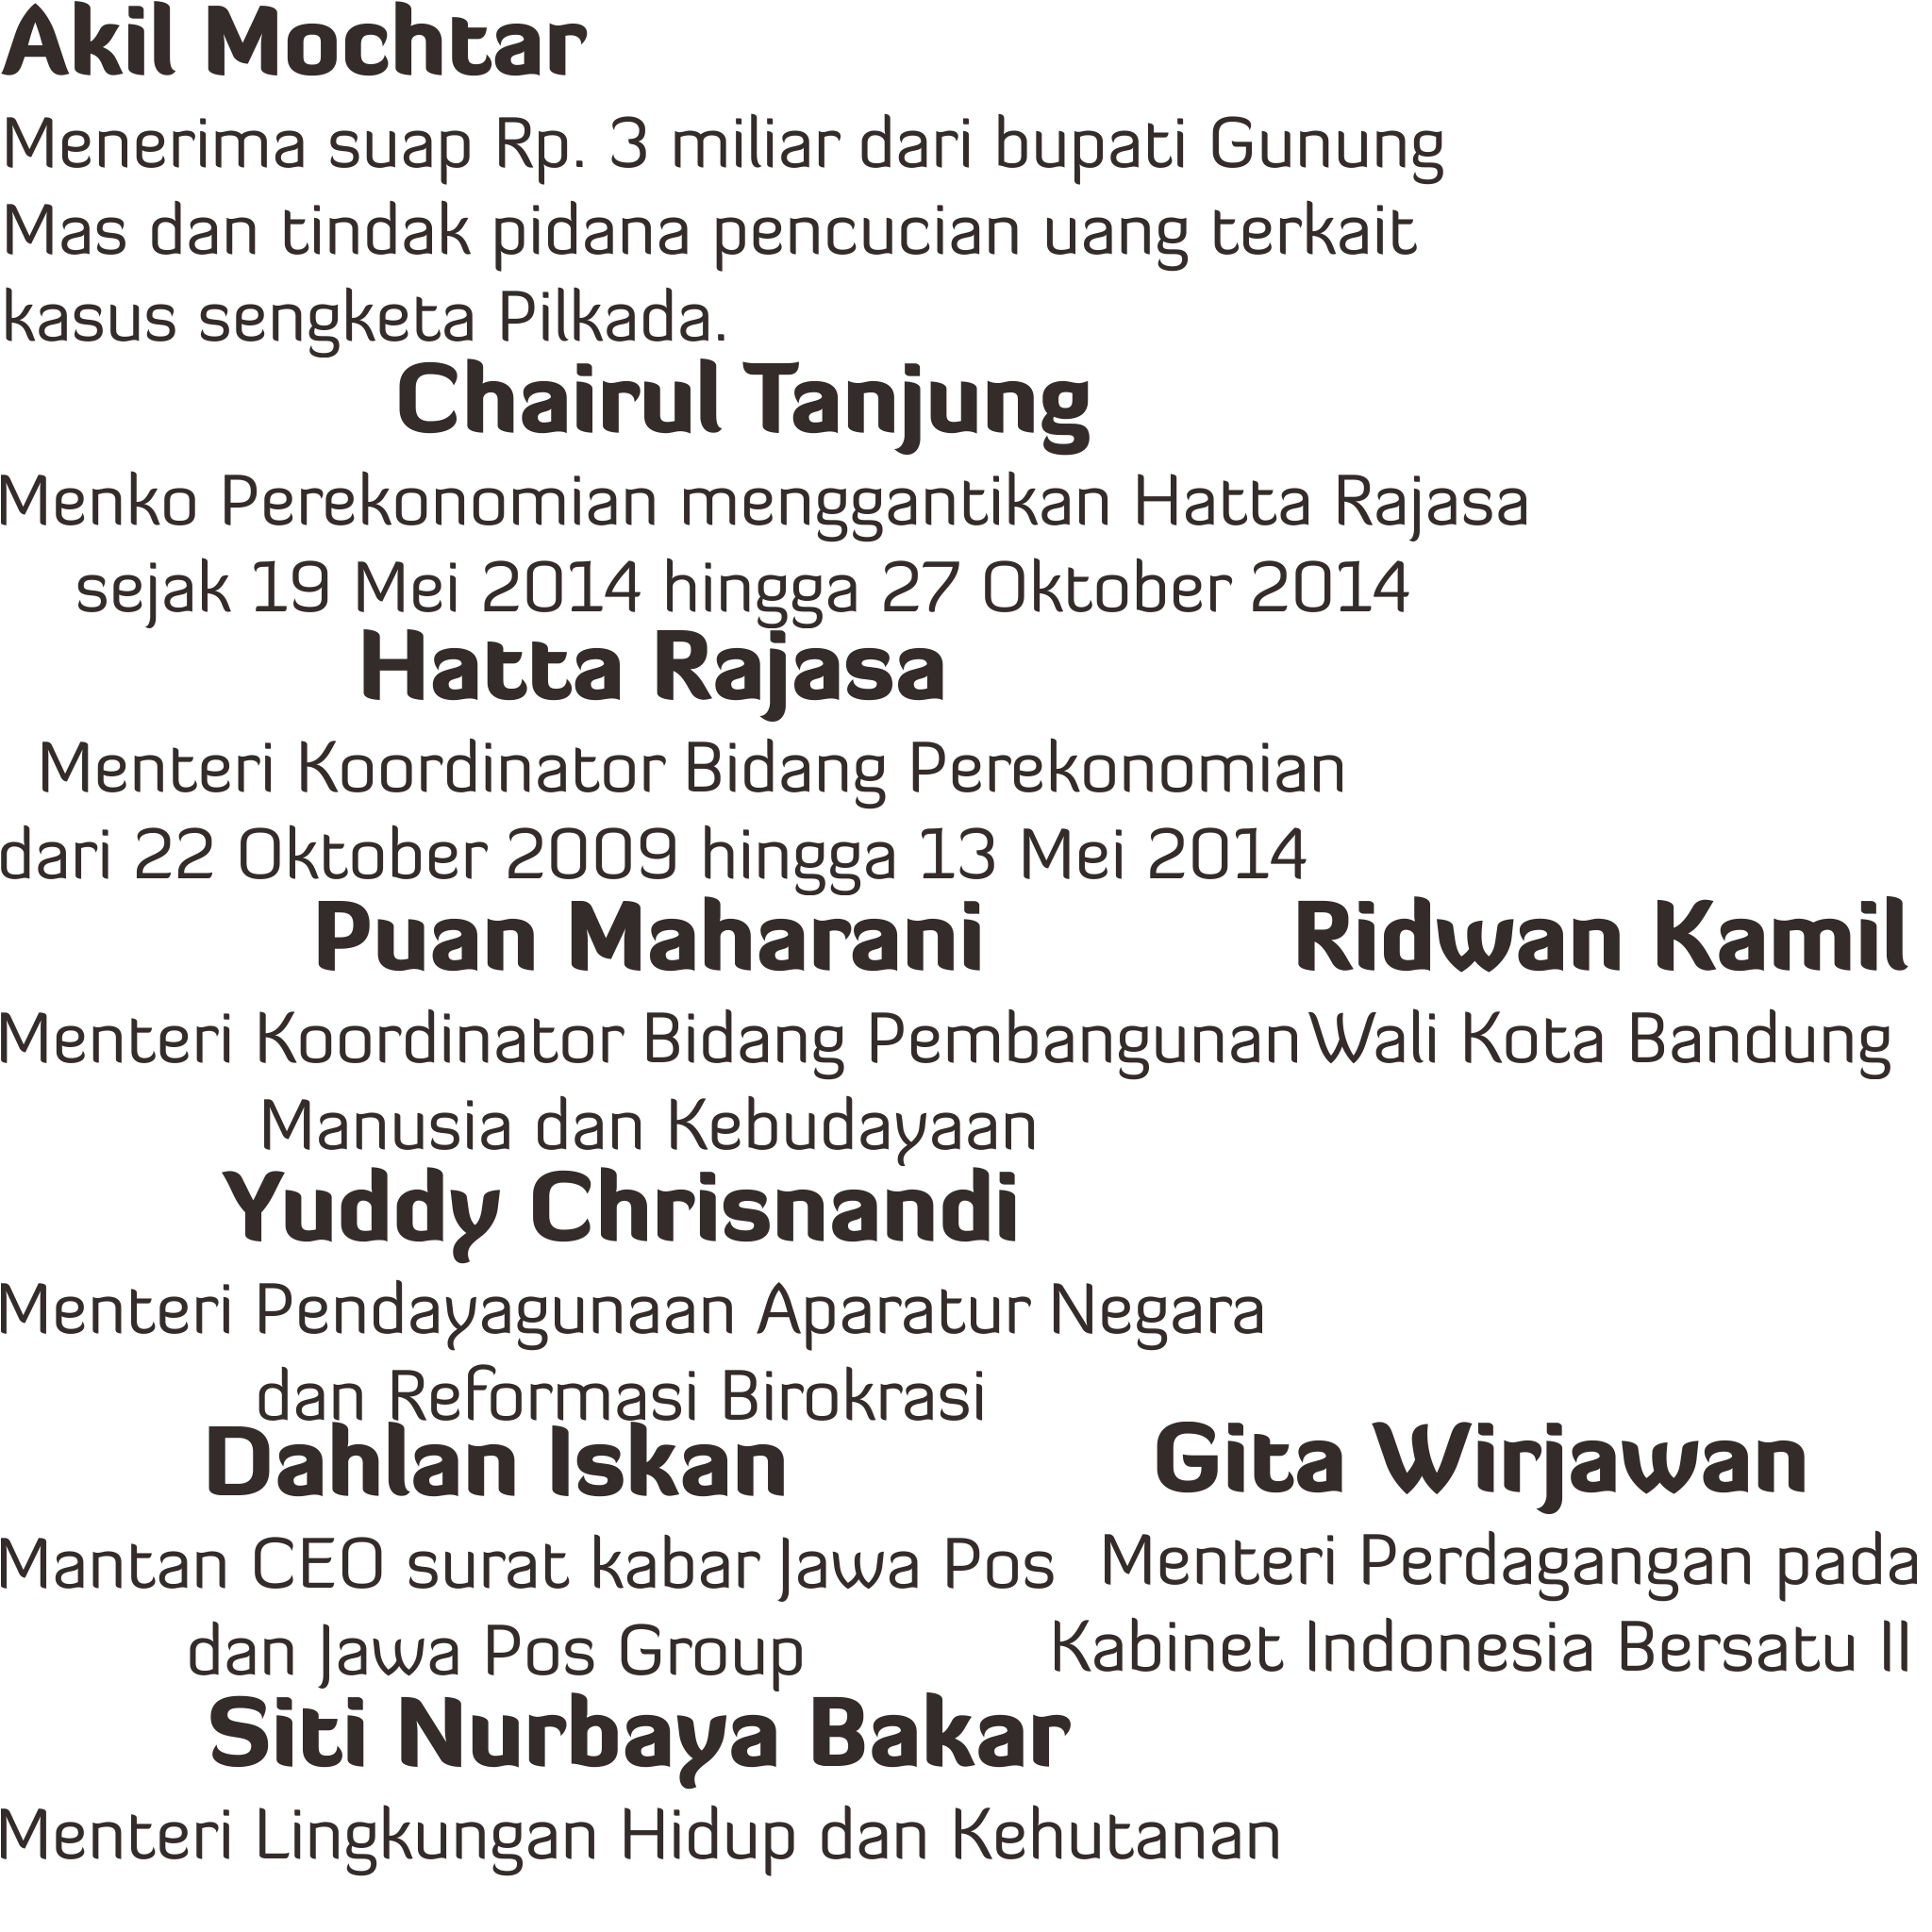 Akil Mochtar
Menerima suap Rp. 3 miliar dari bupati Gunung
Mas dan tindak pidana pencucian uang terkait
kasus sengketa Pilkada.
Chairul Tanjung
Menko Perekonomian menggantikan Hatta Rajasa
sejak 19 Mei 2014 hingga 27 Oktober 2014
Hatta Rajasa
Menteri Koordinator Bidang Perekonomian
dari 22 Oktober 2009 hingga 13 Mei 2014
Puan Maharani
Menteri Koordinator Bidang Pembangunan
Manusia dan Kebudayaan
Ridwan Kamil
Wali Kota Bandung
Yuddy Chrisnandi
Menteri Pendayagunaan Aparatur Negara
dan Reformasi Birokrasi
Dahlan Iskan
Mantan CEO surat kabar Jawa Pos
dan Jawa Pos Group
Gita Wirjawan
Menteri Perdagangan pada
Kabinet Indonesia Bersatu II
Siti Nurbaya Bakar
Menteri Lingkungan Hidup dan Kehutanan